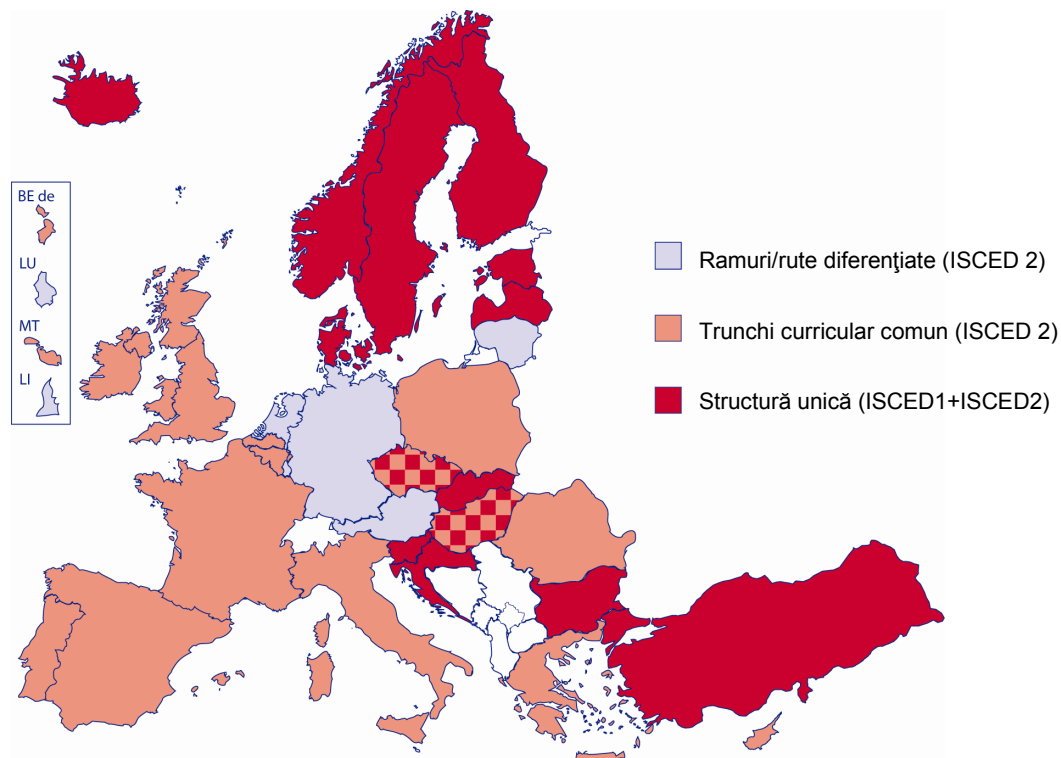 BE de
LU
MT
LI
Ramuri/rute diferenţiate (ISCED 2)
Trunchi curricular comun (ISCED 2)
Structură unică (ISCED1+ISCED2)